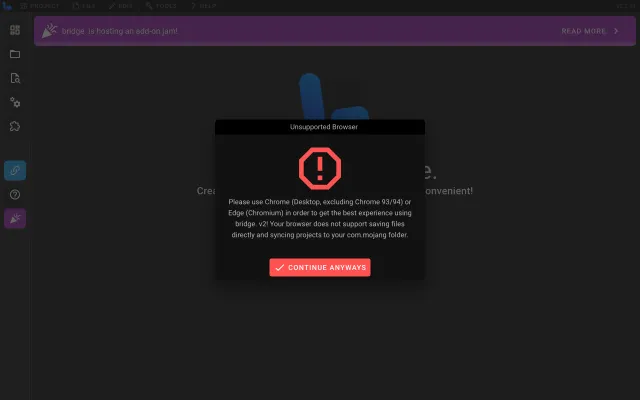 PROJECT FILE EDIT TOOLS HELP
bridge. is hosting an add-on jam!
READ MORE
Unsupported Browser
e.
Crea
onvenient!
Please use Chrome (Desktop, excluding Chrome 93/94) or
Edge (Chromium) in order to get the best experience using
bridge. v2! Your browser does not support saving files
directly and syncing projects to your com.mojang folder.
CONTINUE ANYWAYS